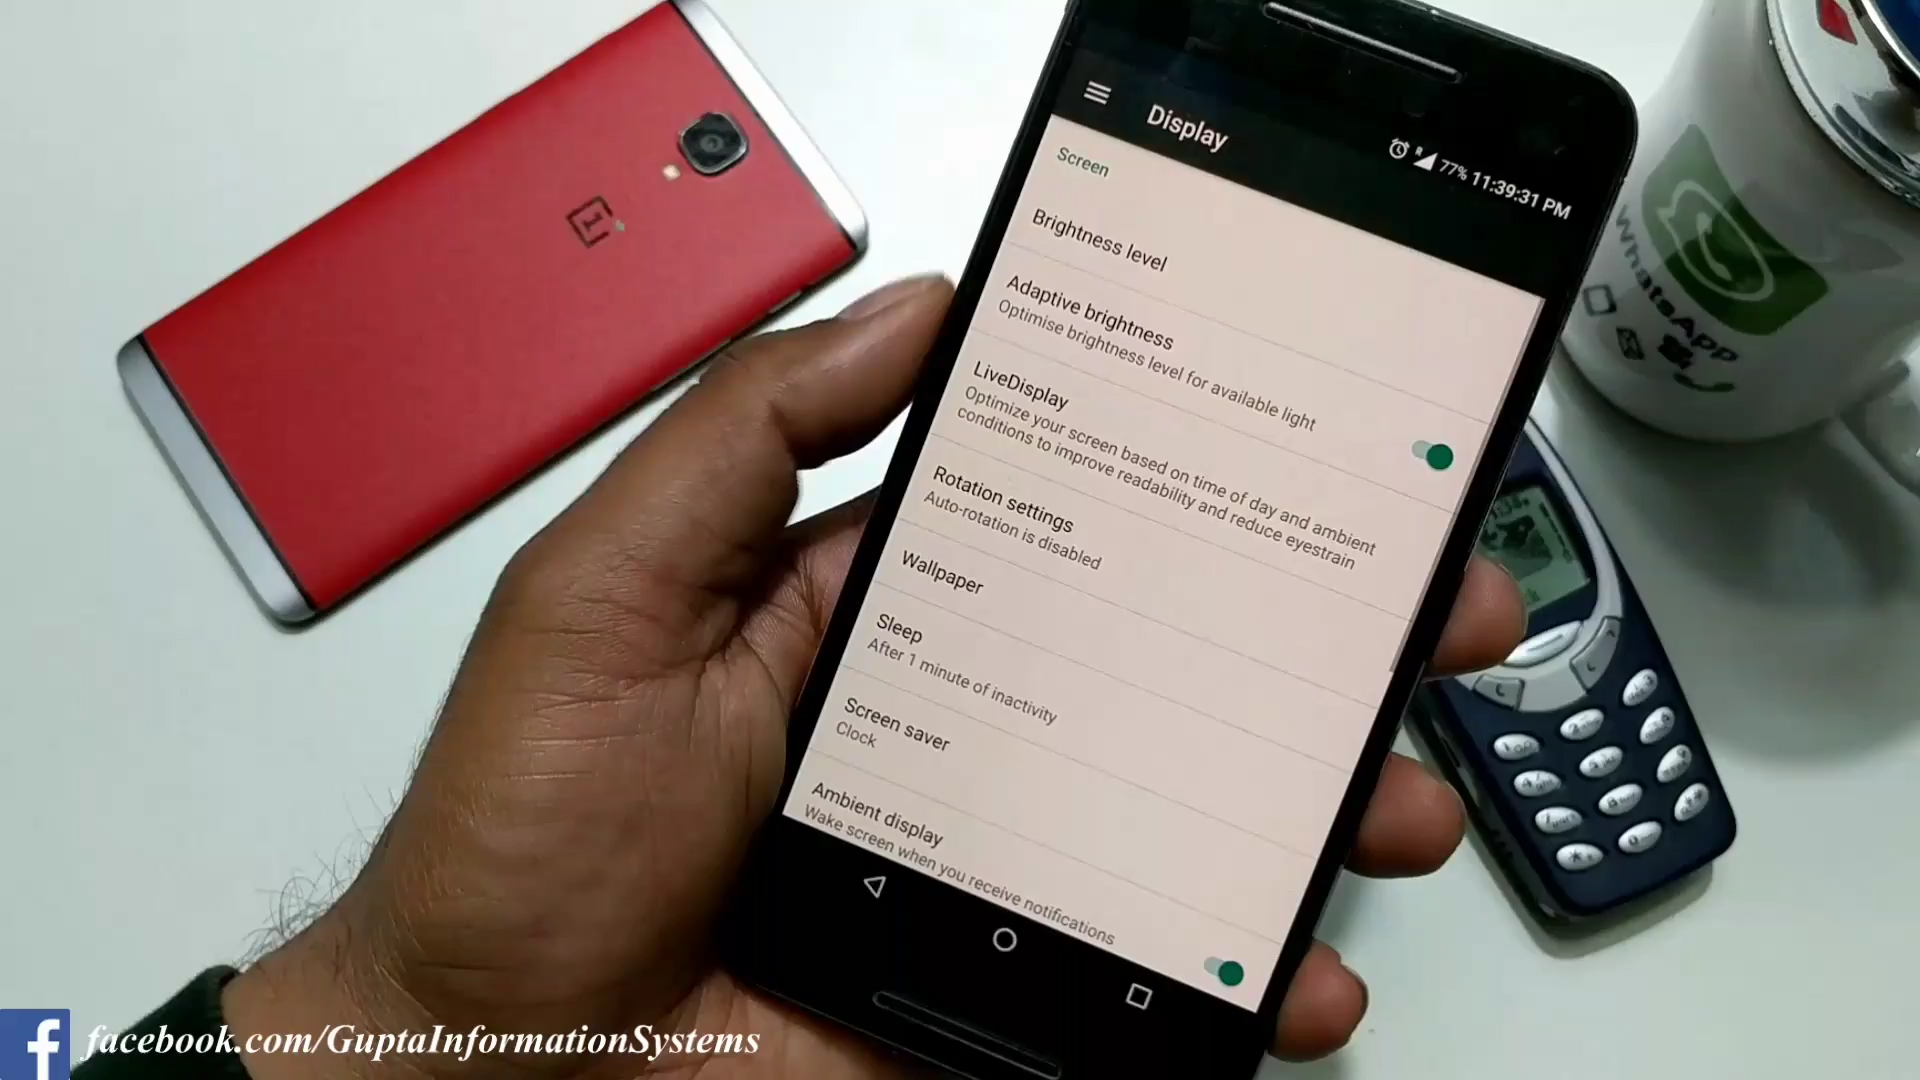 Display
77% 11:39:31 PM
Screen
Brightness level
Adaptive brightness
Optimise brightness level for available light
LiveDisplay
Optimize your screen based on time of day and ambient
conditions to improve readability and reduce eyestrain
Rotation settings
Auto-rotation is disabled
Wallpaper
Sleep
After 1 minute of inactivity
Screen saver
Clock
Ambient display
Wake screen when you receive notifications
WhatsApp
facebook.com/GuptaInformationSystems